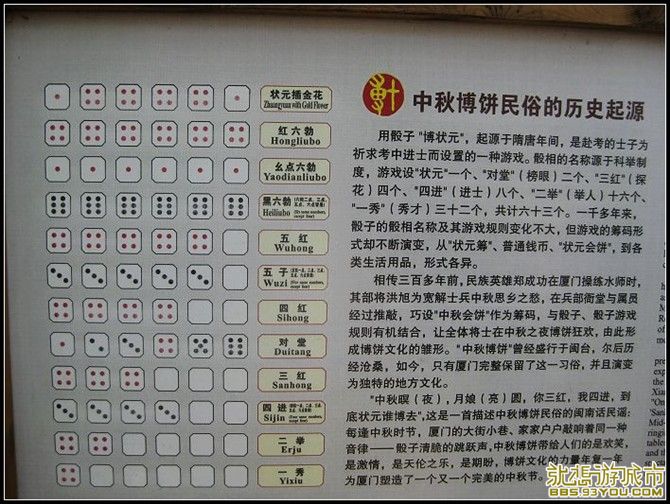 状元插金花
Zhuangyuan with Gold Flower
红六勃
Hongliubo
幺点六勃
Yaodianliubo
黑六勃
Heiliubo
五红
Wuhong
五子
Wuzi
四红
Sihong
对堂
Duitang
三红
Sanhong
四进
Sijin
二举
Erju
一秀
Yixiu
中秋博饼民俗的历史起源
用骰子“博状元”，起源于隋唐年间，是赴考的士子为
祈求考中进士而设置的一种游戏。骰相的名称源于科举制
度，游戏设“状元”一个、“对堂”（榜眼）二个、“三红”（探
花）四个、“四进”（进士）八个、“二举”（举人）十六个、
“一秀”（秀才）三十二个，共计六十三个。一千多年来，
骰子的骰相名称及其游戏规则变化不大，但游戏的筹码形
式却不断演变，从“状元筹”、普通钱币、“状元会饼”，到各
类生活用品，形式各异。
相传三百多年前，民族英雄郑成功在厦门操练水师时，
其部将洪旭为宽解士兵中秋思乡之愁，在兵部衙堂与属员
经过推敲，巧设“中秋会饼”作为筹码，与骰子、骰子游戏
规则有机结合，让全体将士在中秋之夜博饼狂欢，由此形
成博饼文化的雏形。“中秋博饼”曾经盛行于闽台，尔后历
经沧桑，如今，只有厦门完整保留了这一习俗，并且演变
为独特的地方文化。
“中秋暝（夜），月娘（亮）圆，你三红，我四进，到
底状元谁博去”，这是一首描述中秋博饼民俗的闽南话民谣：
每逢中秋时节，厦门的大街小巷、家家户户敲响着同一种
音律——骰子清脆的跳跃声，中秋博饼带给人们的是欢笑，
是激情，是天伦之乐，是期盼，博饼文化的力量年复一年
为厦门塑造了一个又一个完美的中秋节。